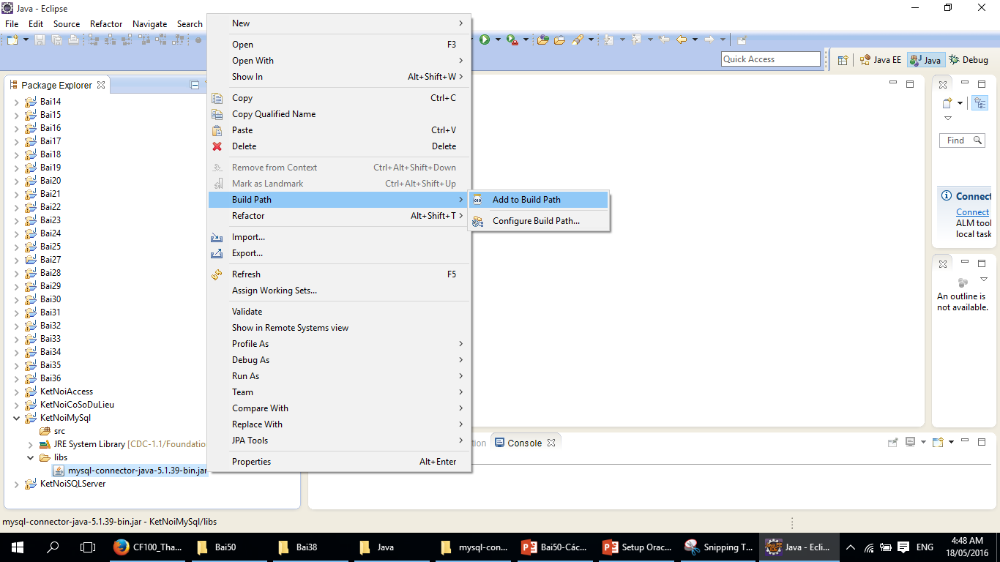 Java - Eclipse
File Edit Source Refactor Navigate Search
Quick Access
Java EE
Java
Debug
Package Explorer
Bai14
Bai15
Bai16
Bai17
Bai18
Bai19
Bai20
Bai21
Bai22
Bai23
Bai24
Bai25
Bai27
Bai28
Bai29
Bai30
Bai31
Bai32
Bai33
Bai34
Bai35
Bai36
KetNoiAccess
KetNoiCoSoDuLieu
KetNoiMySql
src
JRE System Library [CDC-1.1/Foundatio
libs
mysql-connector-java-5.1.39-bin.jar
KetNoiSQLServer
New
Open F3
Open With
Show In Alt+Shift+W
Copy Ctrl+C
Copy Qualified Name
Paste Ctrl+V
Delete Delete
Remove from Context Ctrl+Alt+Shift+Down
Mark as Landmark Ctrl+Alt+Shift+Up
Build Path
Refactor Alt+Shift+T
Import...
Export...
Refresh F5
Assign Working Sets...
Validate
Show in Remote Systems view
Profile As
Debug As
Run As
Team
Compare With
Replace With
JPA Tools
Properties Alt+Enter
Add to Build Path
Configure Build Path...
Find
Connect
Connect
ALM tool
local task
An outline is
not available.
tion
Console
mysql-connector-java-5.1.39-bin.jar - KetNoiMySql/libs
CF100_Tha...
Bai50
Bai38
Java
mysql-con...
Bai50-Các...
Setup Orac...
Snipping T...
Java - Ecli...
ENG
4:48 AM
18/05/2016